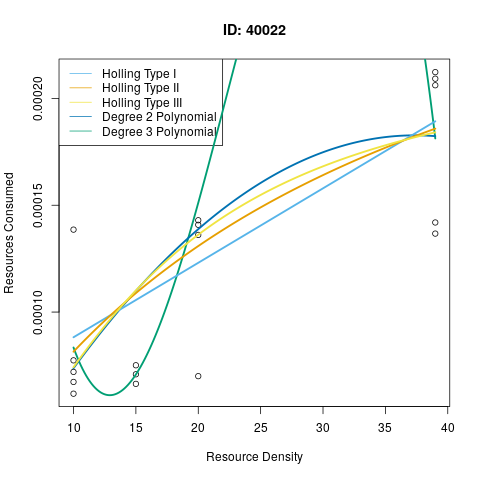 ID: 40022
Holling Type I
Holling Type II
Holling Type III
Degree 2 Polynomial
Degree 3 Polynomial
0.00020
0.00015
0.00010
Resources Consumed
10 15 20 25 30 35 40
Resource Density